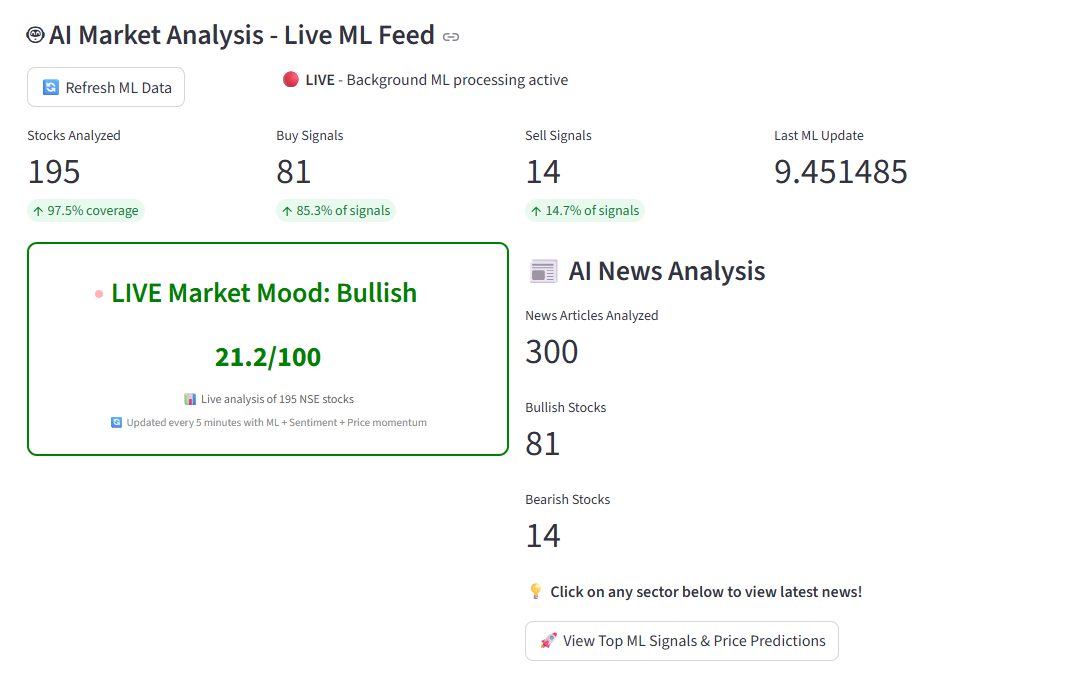 AI Market Analysis - Live ML Feed
Refresh ML Data
LIVE - Background ML processing active
Stocks Analyzed
195
↑ 97.5% coverage
Buy Signals
81
↑ 85.3% of signals
Sell Signals
14
↑ 14.7% of signals
Last ML Update
9.451485
LIVE Market Mood: Bullish
21.2/100
Live analysis of 195 NSE stocks
Updated every 5 minutes with ML + Sentiment + Price momentum
AI News Analysis
News Articles Analyzed
300
Bullish Stocks
81
Bearish Stocks
14
Click on any sector below to view latest news!
View Top ML Signals & Price Predictions